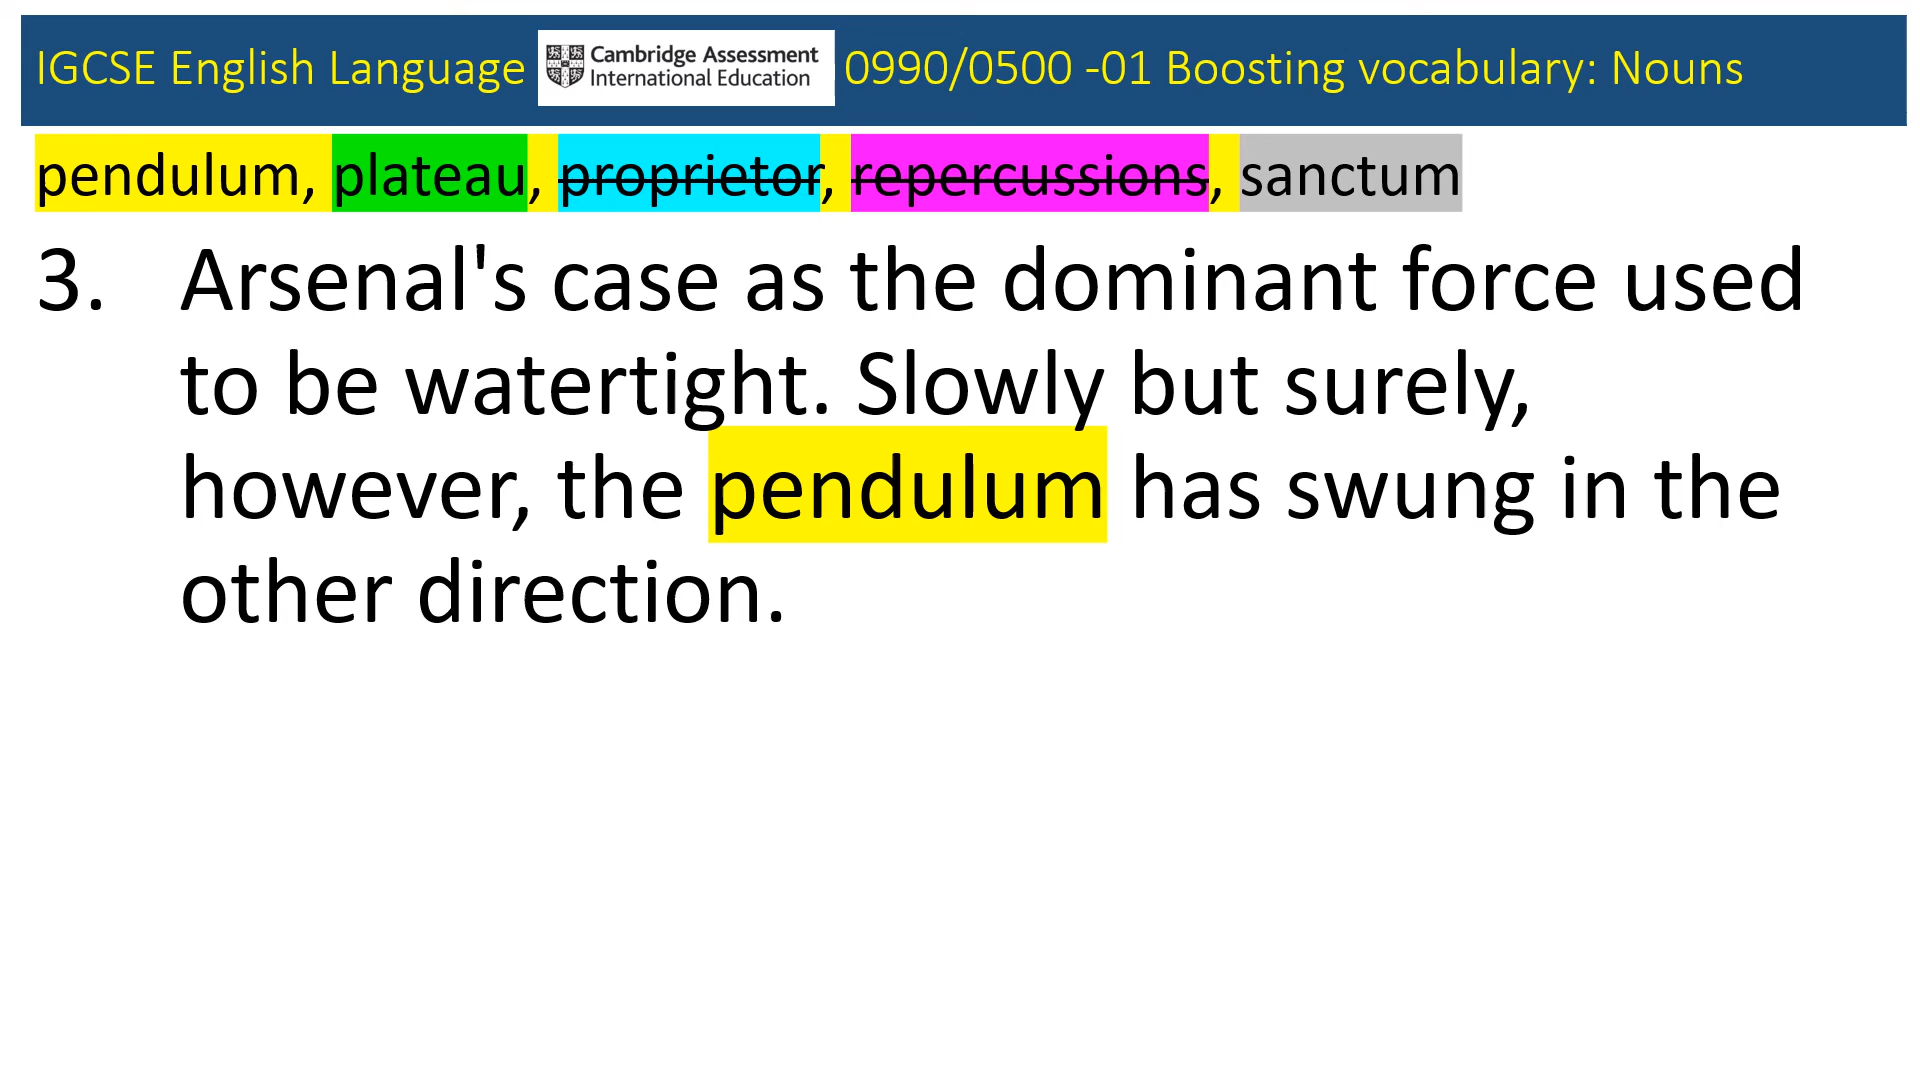 IGCSE English Language Cambridge Assessment International Education 0990/0500 -01 Boosting vocabulary: Nouns
pendulum, plateau, proprietor, repercussions, sanctum
3. Arsenal's case as the dominant force used
to be watertight. Slowly but surely,
however, the pendulum has swung in the
other direction.